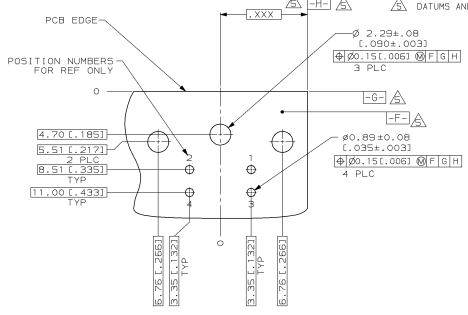 5 -H- 5
5 DATUMS AN
.XXX
PCB EDGE
Ø 2.29±.08
[.090±.003]
⌖ Ø0.15[.006] Ⓜ F G H
3 PLC
POSITION NUMBERS
FOR REF ONLY
0
-G- 5
-F- 5
4.70 [.185]
5.51 [.217]
2 PLC
8.51 [.335]
TYP
11.00 [.433]
TYP
2 1
4 3
Ø0.89±0.08
[.035±.003]
⌖ Ø0.15[.006] Ⓜ F G H
4 PLC
0
6.76 [.266]
3.35 [.132]
TYP
3.35 [.132]
TYP
6.76 [.266]